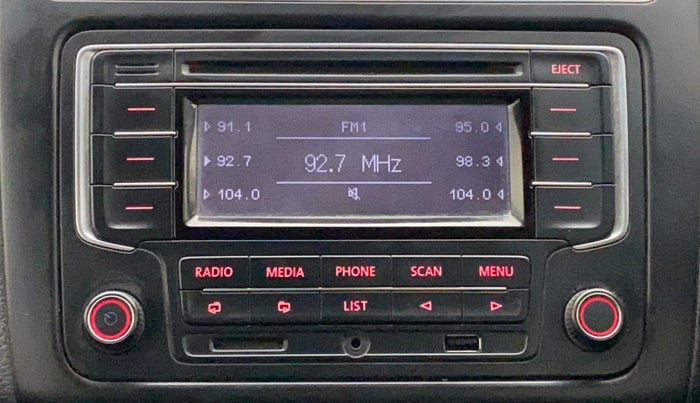 EJECT
91.1 FM1 95.0
92.7 92.7 MHz 98.3
104.0 104.0
RADIO MEDIA PHONE SCAN MENU
LIST